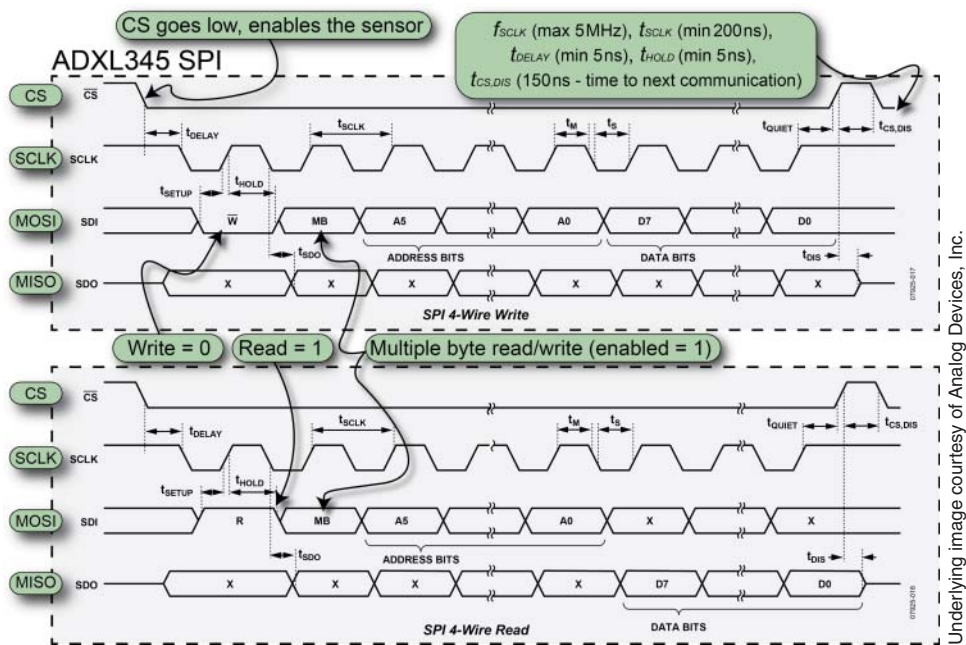 CS goes low, enables the sensor
fSCLK (max 5MHz), tSCLK (min 200ns),
tDELAY (min 5ns), tHOLD (min 5ns),
tCS,DIS (150ns - time to next communication)
ADXL345 SPI
CS
CS
tDELAY
tSCLK
tM
tS
tQUIET
tCS,DIS
SCLK
SCLK
tSETUP
tHOLD
MOSI
SDI
W
MB
A5
A0
D7
D0
tSDO
ADDRESS BITS
DATA BITS
tDIS
MISO
SDO
X
X
X
X
X
X
07925-017
SPI 4-Wire Write
Write = 0
Read = 1
Multiple byte read/write (enabled = 1)
CS
CS
tDELAY
tSCLK
tM
tS
tQUIET
tCS,DIS
SCLK
SCLK
tSETUP
tHOLD
MOSI
SDI
R
MB
A5
A0
X
X
tSDO
ADDRESS BITS
tDIS
MISO
SDO
X
X
X
X
D7
D0
07925-018
SPI 4-Wire Read
DATA BITS
Underlying image courtesy of Analog Devices, Inc.